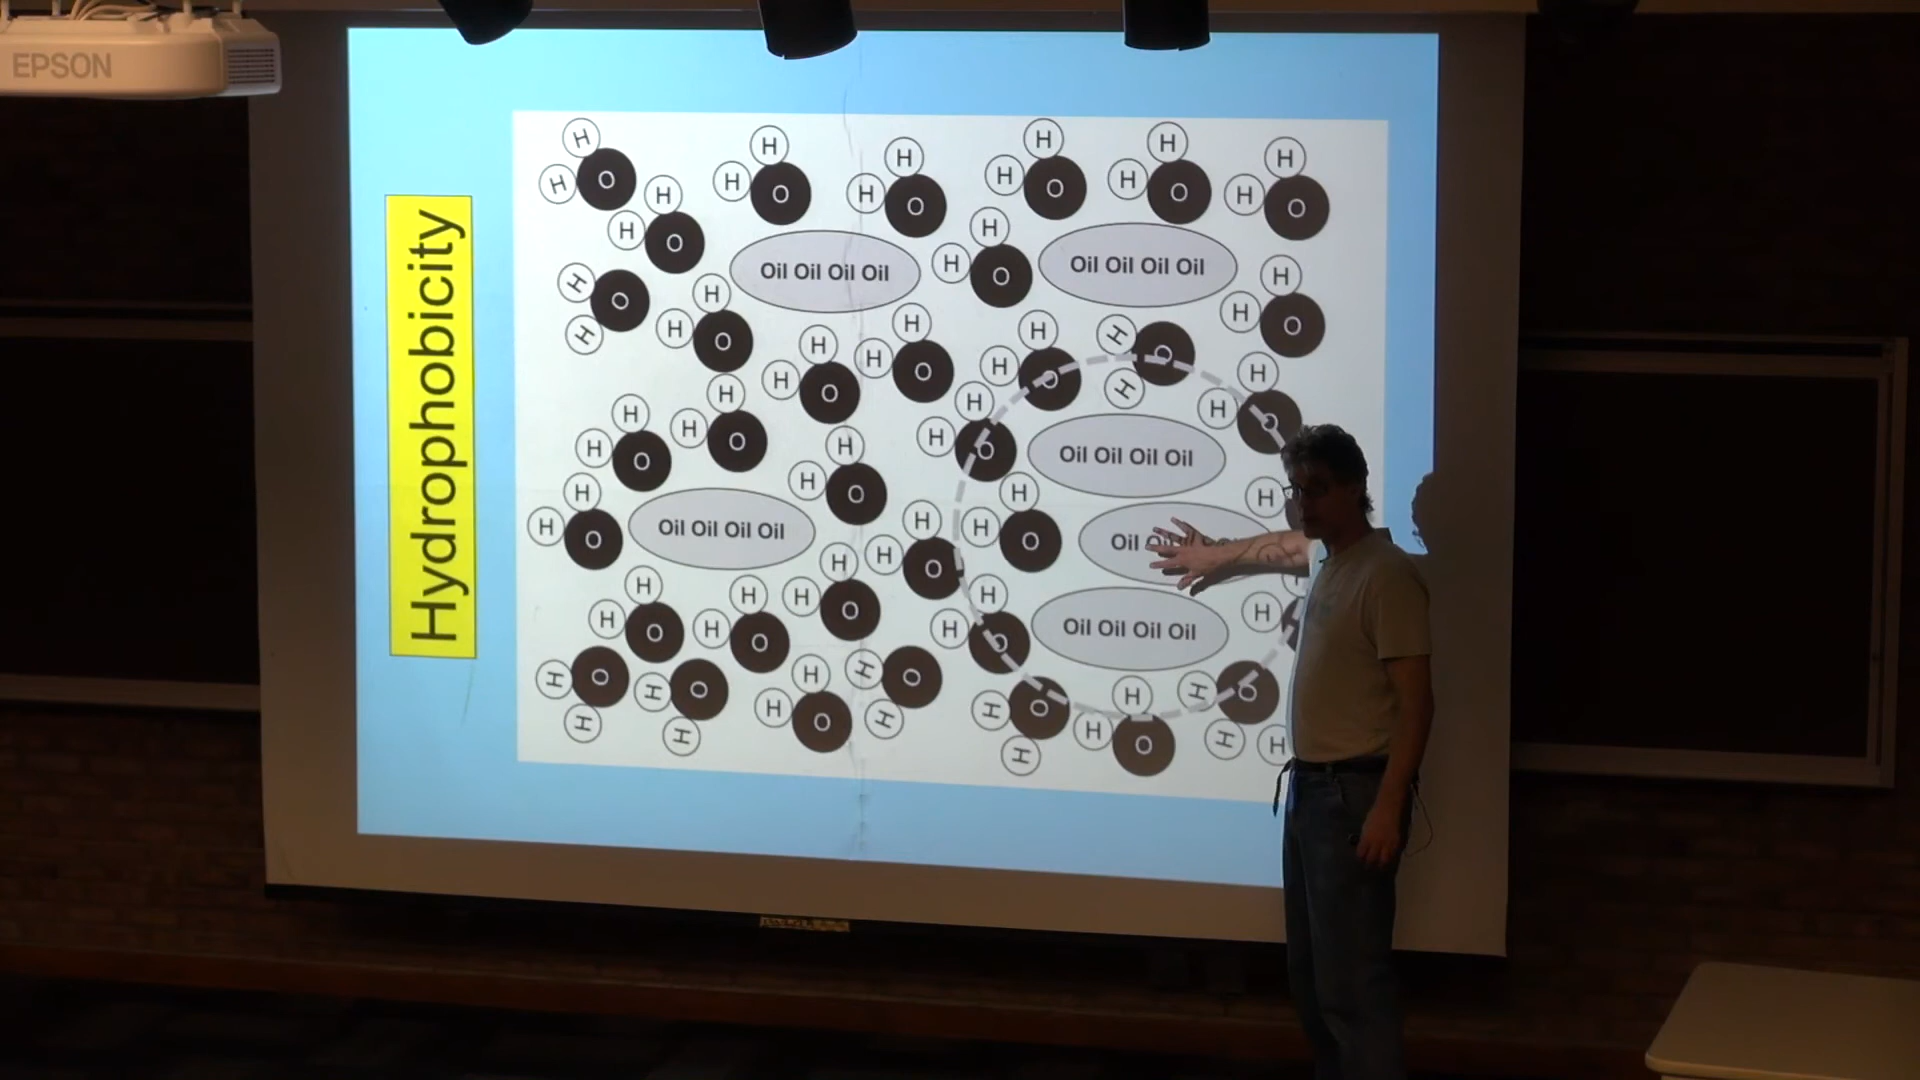 EPSON
Hydrophobicity
H H H H H H
H O H O H O H O H O H O
H H
H O H O
Oil Oil Oil Oil
Oil Oil Oil Oil
H O H H
H H O H O
H H H H O
H O H O H O H H
H H H O
H O H O H O
Oil Oil Oil Oil
H H H H
H O H O
Oil Oil Oil Oil
H O H O
Oil
H H H O
H H H O H
H O H O H O H O H
Oil Oil Oil Oil
H O H O H H O H H O
H H H O H O H
H H H O H H